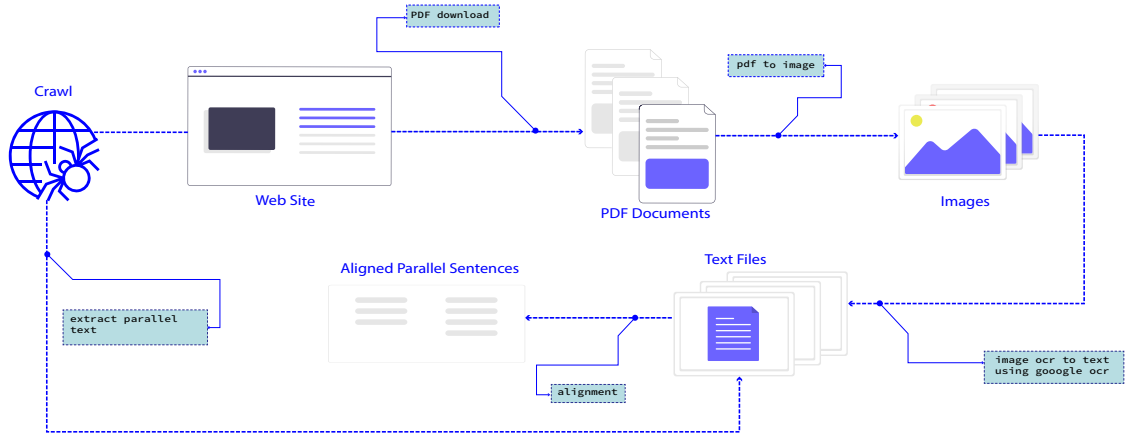 PDF download
pdf to image
Crawl
Web Site
PDF Documents
Images
Text Files
Aligned Parallel Sentences
extract parallel
text
image ocr to text
using gooogle ocr
alignment